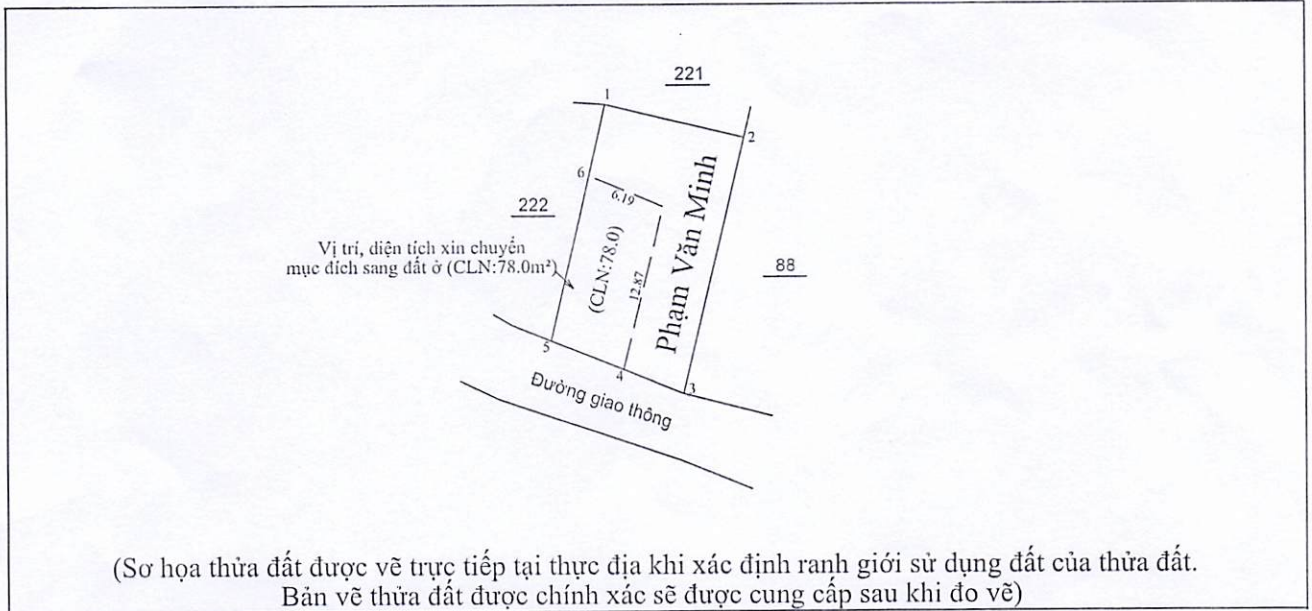 221
1
2
6
6.19
222
Vị trí, diện tích xin chuyển
mục đích sang đất ở (CLN:78.0m²)
(CLN:78.0)
12.87
Phạm Văn Minh
88
5
4
3
Đường giao thông
(Sơ họa thửa đất được vẽ trực tiếp tại thực địa khi xác định ranh giới sử dụng đất của thửa đất.
Bản vẽ thửa đất được chính xác sẽ được cung cấp sau khi đo vẽ)